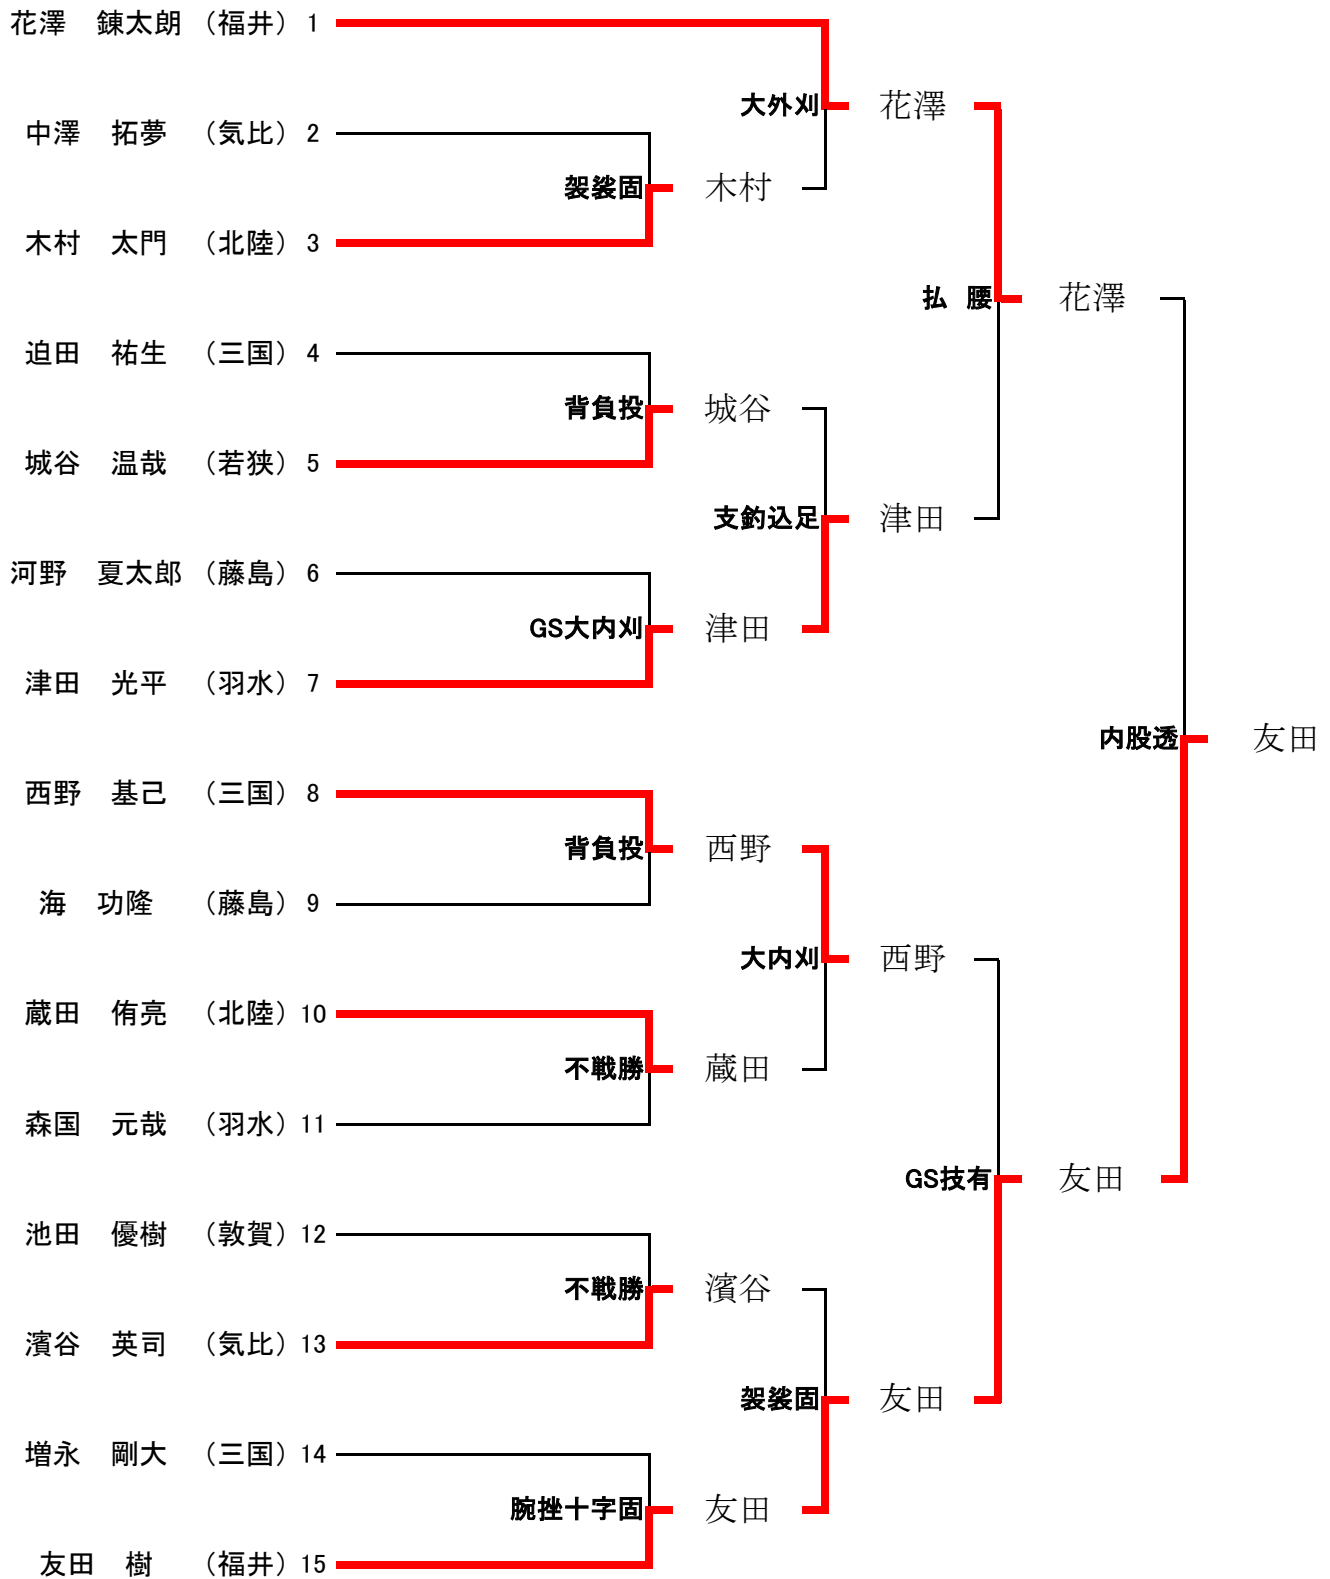 花澤　錬太朗 （福井） 1
大外刈 花澤
中澤　拓夢 （気比） 2
袈裟固 木村
木村　太門 （北陸） 3
払　腰 花澤
迫田　祐生 （三国） 4
背負投 城谷
城谷　温哉 （若狭） 5
支釣込足 津田
河野　夏太郎 （藤島） 6
GS大内刈 津田
津田　光平 （羽水） 7
内股透 友田
西野　基己 （三国） 8
背負投 西野
海　功隆 （藤島） 9
大内刈 西野
蔵田　侑亮 （北陸） 10
不戦勝 蔵田
森国　元哉 （羽水） 11
GS技有 友田
池田　優樹 （敦賀） 12
不戦勝 濱谷
濱谷　英司 （気比） 13
袈裟固 友田
増永　剛大 （三国） 14
腕挫十字固 友田
友田　樹 （福井） 15